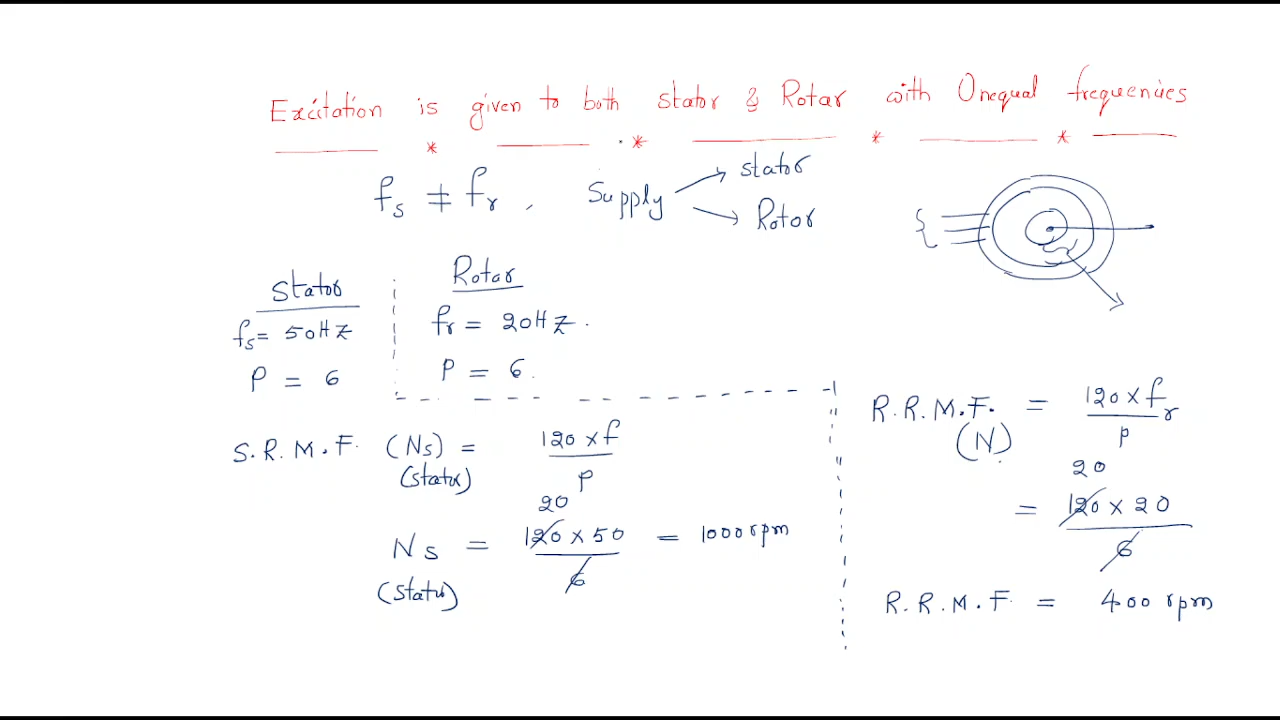 Excitation is given to both stator & Rotar with Unequal frequencies
fs ≠ fr , Supply
stator
Rotor
Stator
fs = 50HZ
P = 6
Rotar
fr = 20HZ.
P = 6.
S.R.M.F. (Ns) = 120 x f / P
(stator)
Ns = 120 x 50 / 6 = 1000 rpm
20
(stator)
R.R.M.F. = 120 x fr / P
(N)
= 120 x 20 / 6
20
R.R.M.F. = 400 rpm